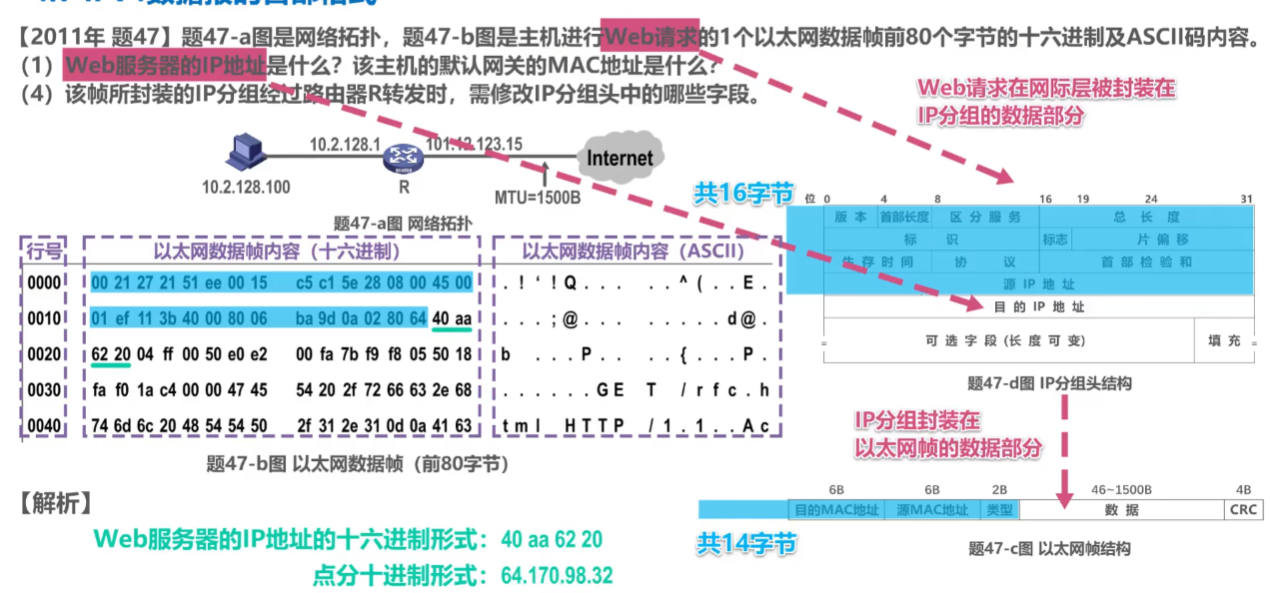 【2011年 题47】题47-a图是网络拓扑，题47-b图是主机进行Web请求的1个以太网数据帧前80个字节的十六进制及ASCII码内容。
（1）Web服务器的IP地址是什么？该主机的默认网关的MAC地址是什么？
（4）该帧所封装的IP分组经过路由器R转发时，需修改IP分组头中的哪些字段。
Web请求在网际层被封装在
IP分组的数据部分
10.2.128.1
101.12.123.15
Internet
10.2.128.100
R
MTU=1500B
题47-a图 网络拓扑
共16字节
位 0 4 8 16 19 24 31
版 本 首部长度 区 分 服 务 总 长 度
标 识 标志 片 偏 移
生 存 时 间 协 议 首 部 检 验 和
源 IP 地 址
目 的 IP 地 址
可 选 字 段 (长 度 可 变) 填 充
题47-d图 IP分组头结构
行号 以太网数据帧内容（十六进制） 以太网数据帧内容（ASCII）
0000 00 21 27 21 51 ee 00 15 c5 c1 5e 28 08 00 45 00 . ! ‘ ! Q . . . . . ^ ( . . E .
0010 01 ef 11 3b 40 00 80 06 ba 9d 0a 02 80 64 40 aa . . . ; @ . . . . . . . . d @ .
0020 62 20 04 ff 00 50 e0 e2 00 fa 7b f9 f8 05 50 18 b . . . P . . . . { . . . P .
0030 fa f0 1a c4 00 00 47 45 54 20 2f 72 66 63 2e 68 . . . . . . G E T / r f c . h
0040 74 6d 6c 20 48 54 54 50 2f 31 2e 31 0d 0a 41 63 t m l H T T P / 1 . 1 . . A c
题47-b图 以太网数据帧（前80字节）
IP分组封装在
以太网帧的数据部分
6B 6B 2B 46~1500B 4B
目的MAC地址 源MAC地址 类型 数 据 CRC
共14字节
题47-c图 以太网帧结构
【解析】
Web服务器的IP地址的十六进制形式：40 aa 62 20
点分十进制形式：64.170.98.32